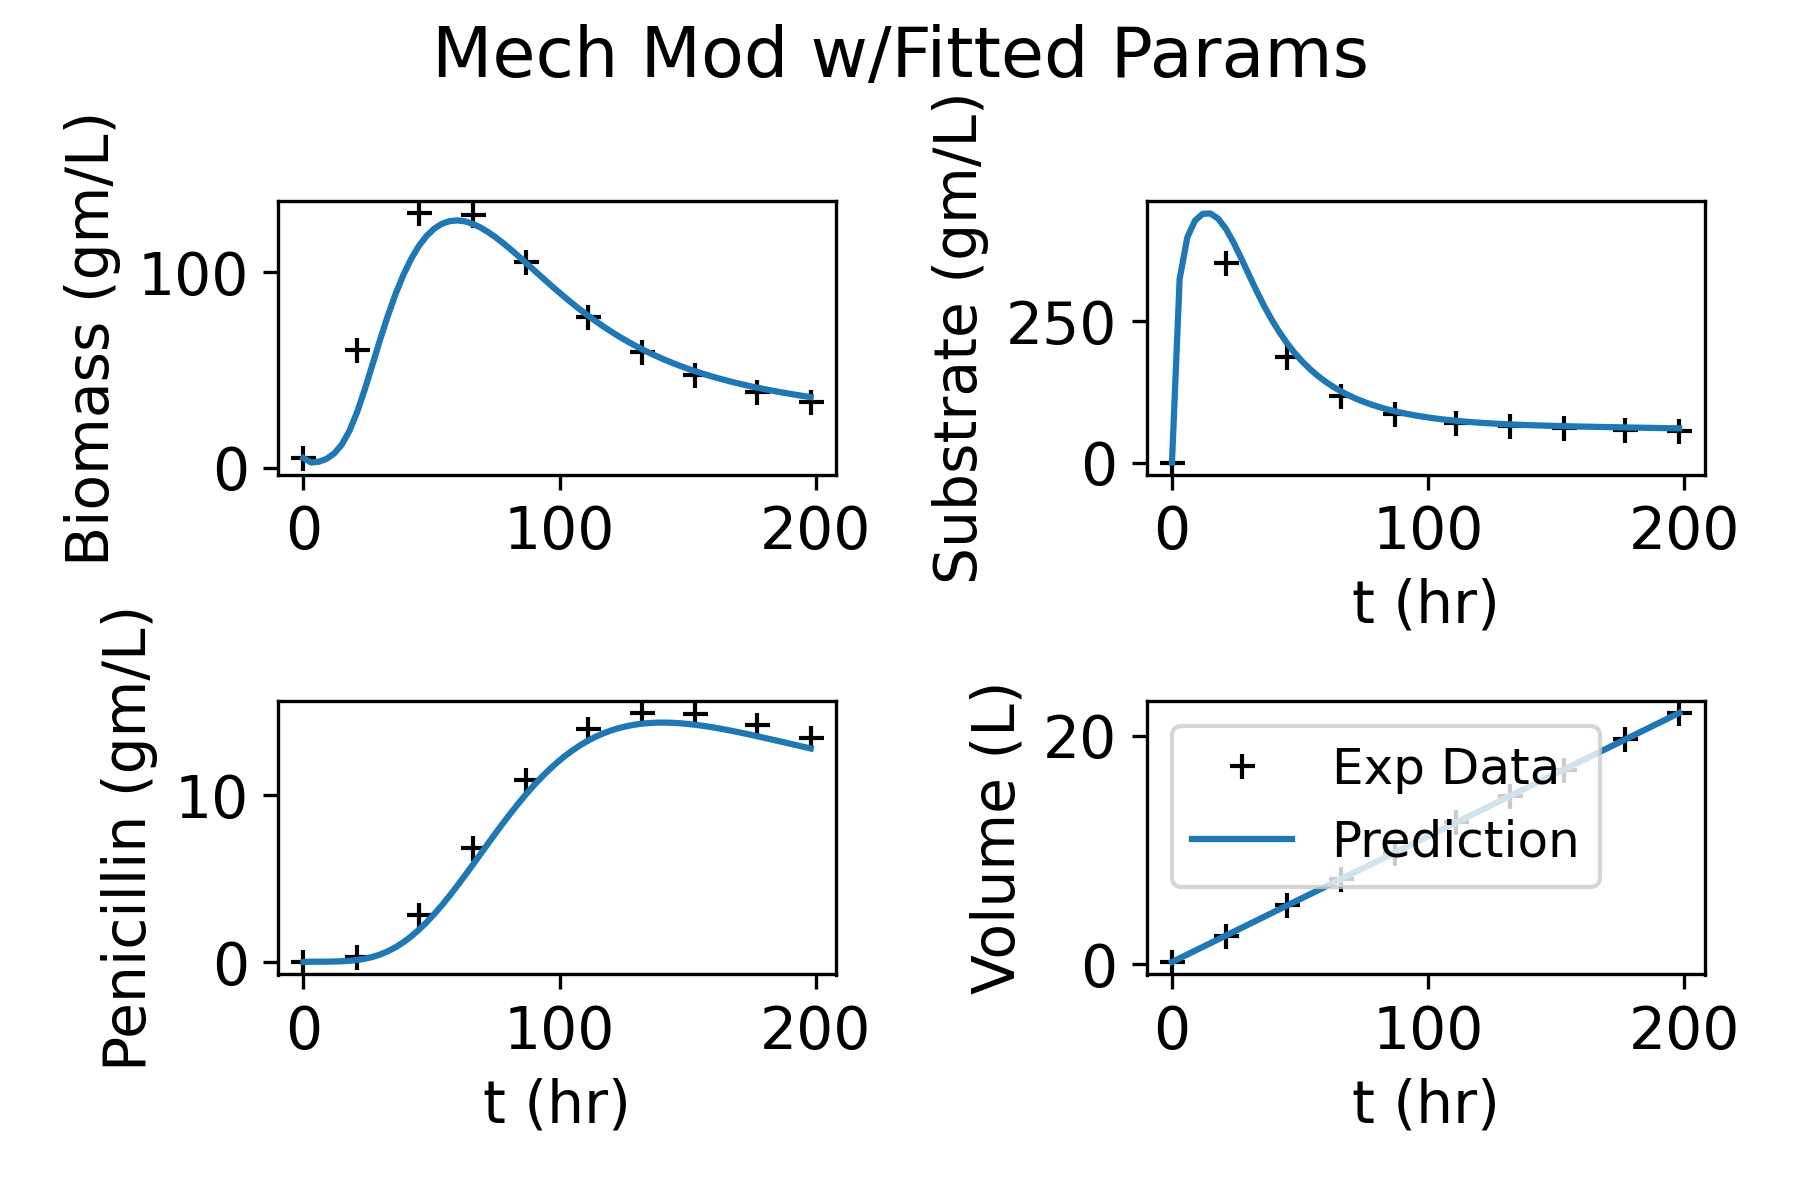 Mech Mod w/Fitted Params
Biomass (gm/L)
100
0
0 100 200
Substrate (gm/L)
250
0
0 100 200
t (hr)
Penicillin (gm/L)
10
0
0 100 200
t (hr)
Volume (L)
20
0
Exp Data
Prediction
0 100 200
t (hr)